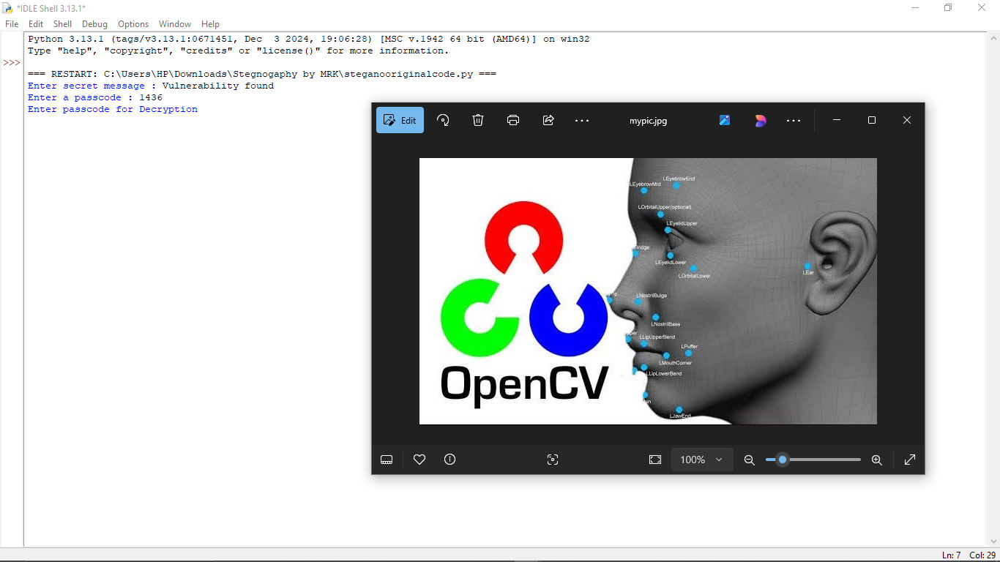 *IDLE Shell 3.13.1*
File Edit Shell Debug Options Window Help
Python 3.13.1 (tags/v3.13.1:0671451, Dec  3 2024, 19:06:28) [MSC v.1942 64 bit (AMD64)] on win32
Type "help", "copyright", "credits" or "license()" for more information.
>>>
=== RESTART: C:\Users\HP\Downloads\Stegnogaphy by MRK\steganooriginalcode.py ===
Enter secret message : Vulnerability found
Enter a passcode : 1436
Enter passcode for Decryption
Edit
mypic.jpg
LEyebrowEnd
LEyebrowMid
LOrbitalUpper(optional)
LEyelidUpper
LEyelidLower
LEar
LOrbitalLower
LNostrilBulge
LNostrilBase
LLipUpperBend
LPuffer
LMouthCorner
LLipLowerBend
OpenCV
LJawEnd
100%
Ln: 7 Col: 29